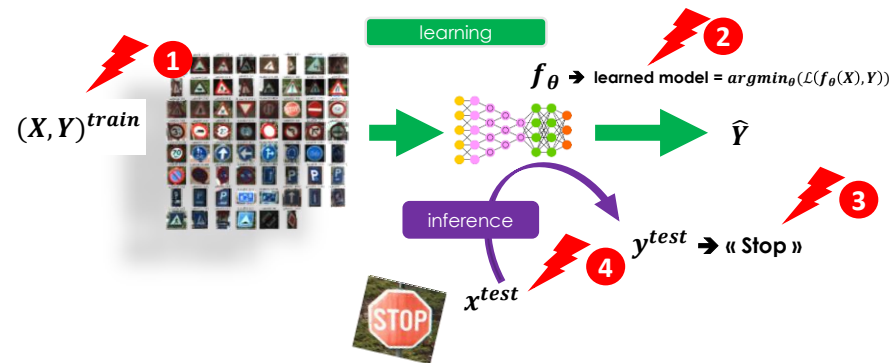 learning
1
2
f_θ → learned model = argmin_θ(ℒ(f_θ(X), Y))
(X, Y)^train
Ŷ
inference
3
y^test → « Stop »
4
x^test
STOP